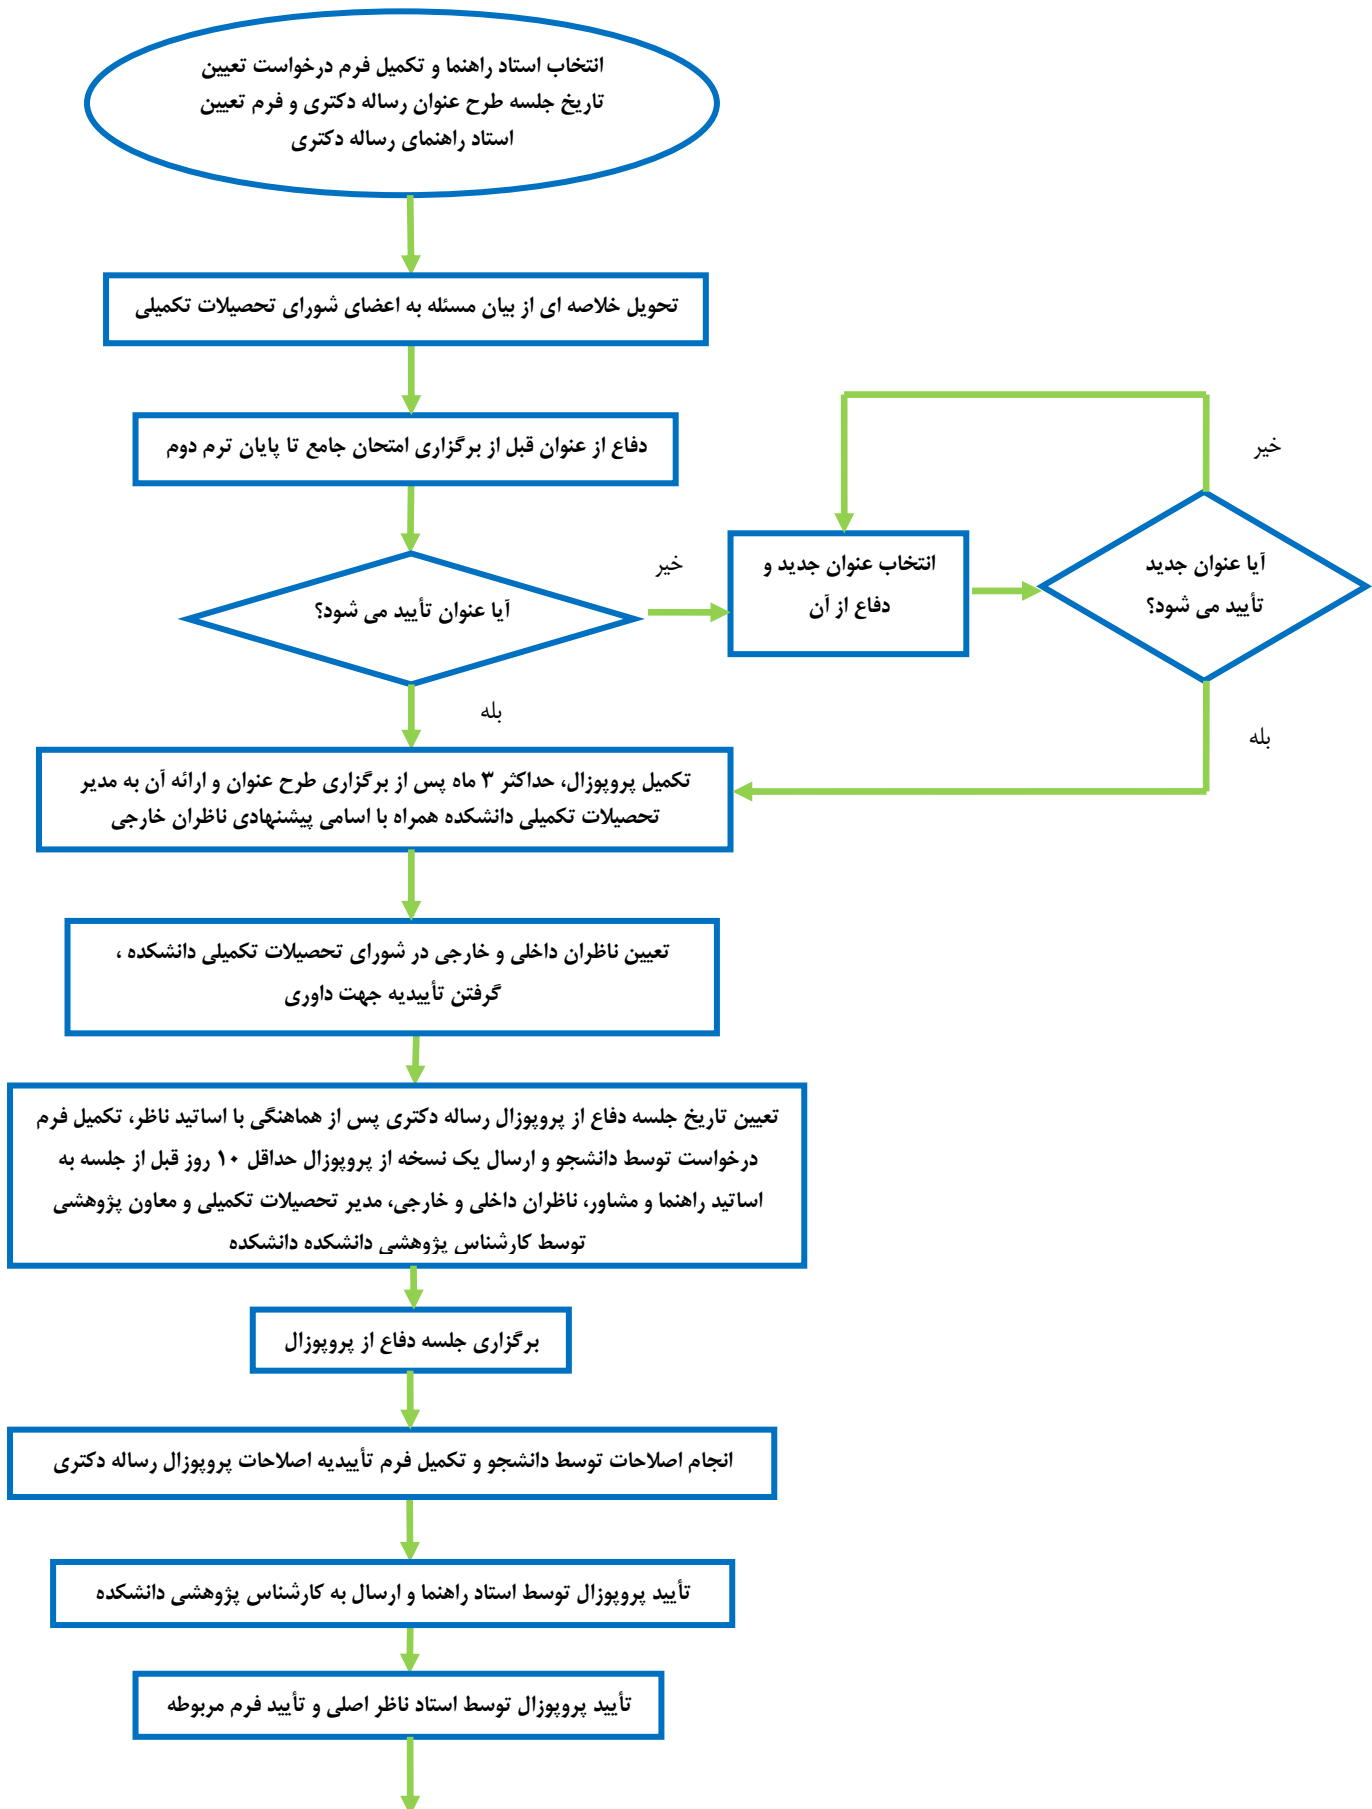 انتخاب استاد راهنما و تکمیل فرم درخواست تعیین
تاریخ جلسه طرح عنوان رساله دکتری و فرم تعیین
استاد راهنمای رساله دکتری
تحویل خلاصه ای از بیان مسئله به اعضای شورای تحصیلات تکمیلی
دفاع از عنوان قبل از برگزاری امتحان جامع تا پایان ترم دوم
آیا عنوان تأیید می شود؟
خیر
انتخاب عنوان جدید و
دفاع از آن
آیا عنوان جدید
تأیید می شود؟
خیر
بله
بله
تکمیل پروپوزال، حداکثر ۳ ماه پس از برگزاری طرح عنوان و ارائه آن به مدیر
تحصیلات تکمیلی دانشکده همراه با اسامی پیشنهادی ناظران خارجی
تعیین ناظران داخلی و خارجی در شورای تحصیلات تکمیلی دانشکده ،
گرفتن تأییدیه جهت داوری
تعیین تاریخ جلسه دفاع از پروپوزال رساله دکتری پس از هماهنگی با اساتید ناظر، تکمیل فرم
درخواست توسط دانشجو و ارسال یک نسخه از پروپوزال حداقل ۱۰ روز قبل از جلسه به
اساتید راهنما و مشاور، ناظران داخلی و خارجی، مدیر تحصیلات تکمیلی و معاون پژوهشی
توسط کارشناس پژوهشی دانشکده دانشکده
برگزاری جلسه دفاع از پروپوزال
انجام اصلاحات توسط دانشجو و تکمیل فرم تأییدیه اصلاحات پروپوزال رساله دکتری
تأیید پروپوزال توسط استاد راهنما و ارسال به کارشناس پژوهشی دانشکده
تأیید پروپوزال توسط استاد ناظر اصلی و تأیید فرم مربوطه